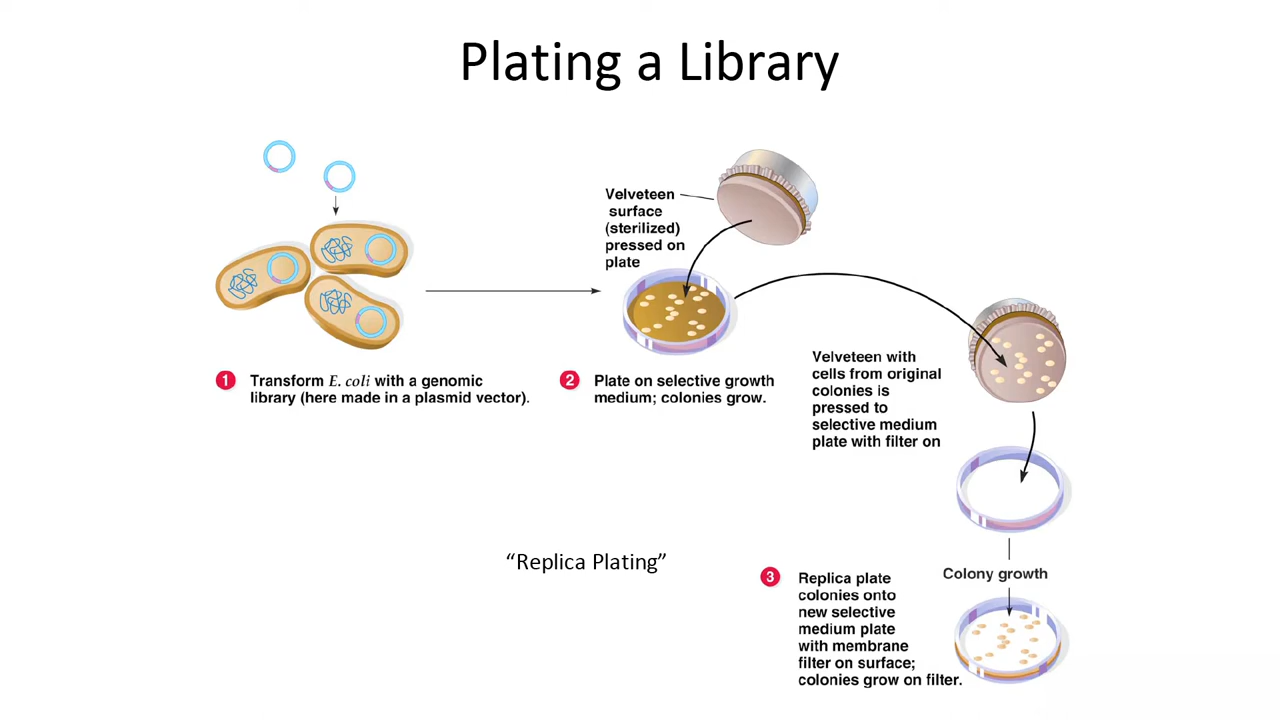 Plating a Library
Velveteen
surface
(sterilized)
pressed on
plate
1 Transform E. coli with a genomic
library (here made in a plasmid vector).
2 Plate on selective growth
medium; colonies grow.
Velveteen with
cells from original
colonies is
pressed to
selective medium
plate with filter on
“Replica Plating”
Colony growth
3 Replica plate
colonies onto
new selective
medium plate
with membrane
filter on surface;
colonies grow on filter.